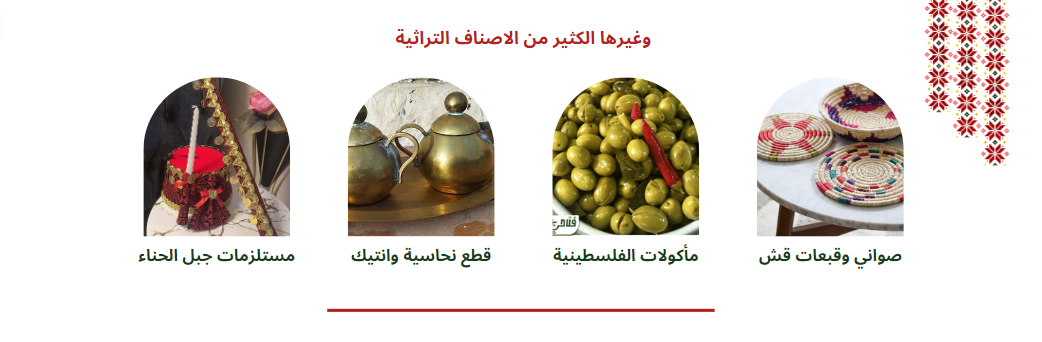 وغيرها الكثير من الاصناف التراثية
صواني وقبعات قش
مأكولات الفلسطينية
قطع نحاسية وانتيك
مستلزمات جبل الحناء